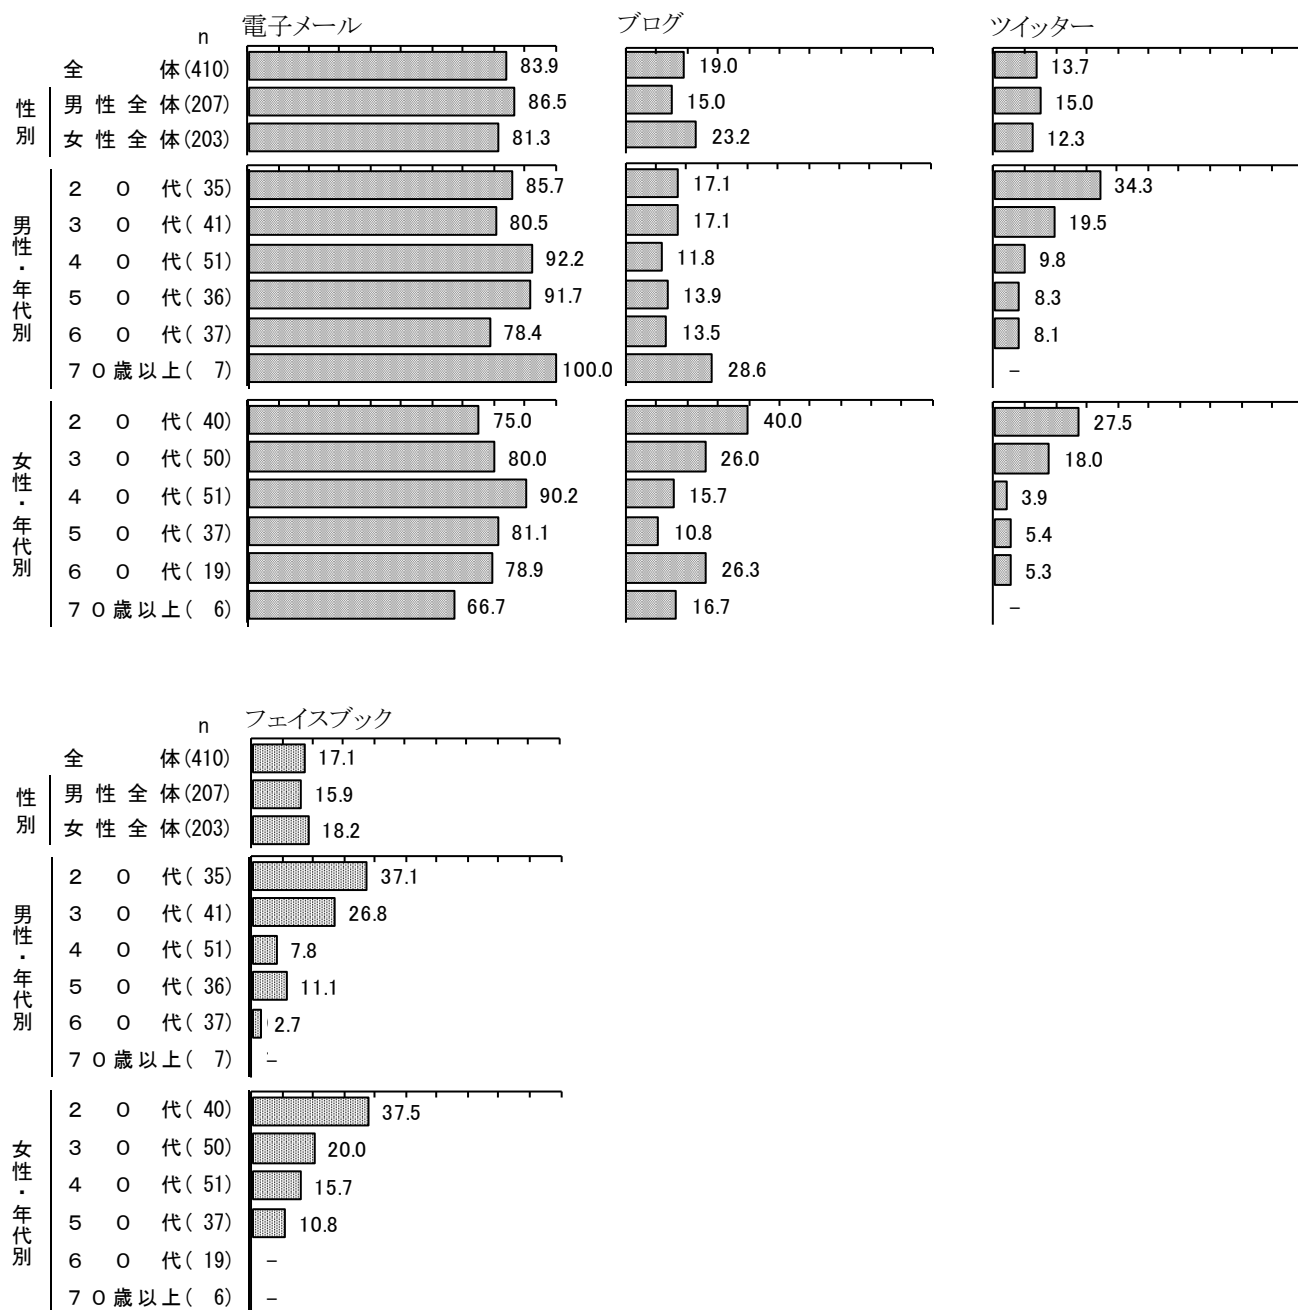 n 電子メール ブログ ツイッター
全体(410) 83.9 19.0 13.7
性別
男性全体(207) 86.5 15.0 15.0
女性全体(203) 81.3 23.2 12.3
男性・年代別
２０代( 35) 85.7 17.1 34.3
３０代( 41) 80.5 17.1 19.5
４０代( 51) 92.2 11.8 9.8
５０代( 36) 91.7 13.9 8.3
６０代( 37) 78.4 13.5 8.1
７０歳以上( 7) 100.0 28.6 –
女性・年代別
２０代( 40) 75.0 40.0 27.5
３０代( 50) 80.0 26.0 18.0
４０代( 51) 90.2 15.7 3.9
５０代( 37) 81.1 10.8 5.4
６０代( 19) 78.9 26.3 5.3
７０歳以上( 6) 66.7 16.7 –
n フェイスブック
全体(410) 17.1
性別
男性全体(207) 15.9
女性全体(203) 18.2
男性・年代別
２０代( 35) 37.1
３０代( 41) 26.8
４０代( 51) 7.8
５０代( 36) 11.1
６０代( 37) 2.7
７０歳以上( 7) –
女性・年代別
２０代( 40) 37.5
３０代( 50) 20.0
４０代( 51) 15.7
５０代( 37) 10.8
６０代( 19) –
７０歳以上( 6) –